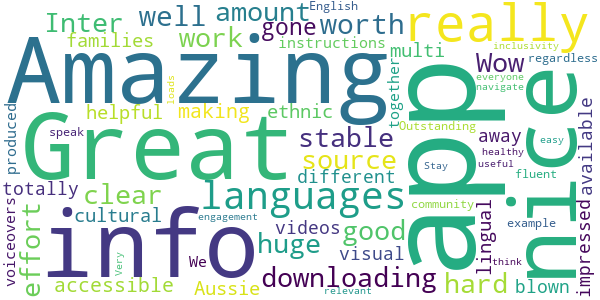 English
Inter
well
amount
gone
worth
really
families
work
instructions
multi
Wow
inclusivity
regardless
Amazing
together
everyone
navigate
loads
helpful
making
ethnic
produced
speak
Great
stable
Outstanding
away
easy
source
healthy
useful
available
totally
clear
different
Stay
fluent
app
nice
languages
voiceovers
effort
cultural
engagement
videos
good
community
lingual
example
impressed
info
We
huge
visual
think
Very
accessible
Aussie
downloading
relevant
hard
blown